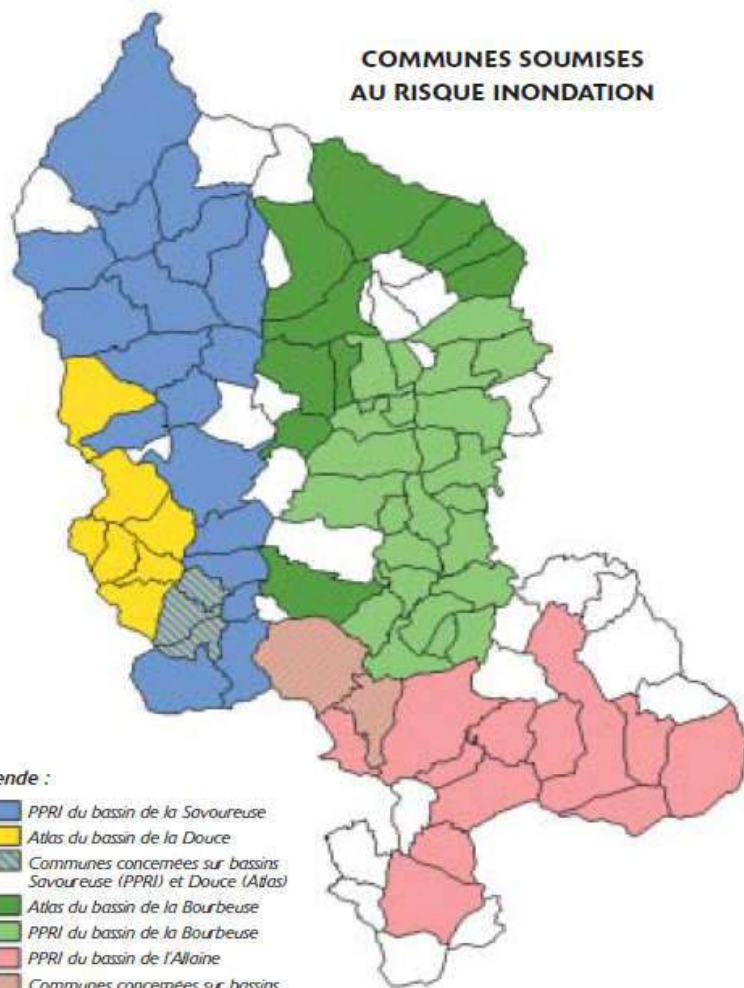 COMMUNES SOUMISES
AU RISQUE INONDATION
ende :
PPRI du bassin de la Savoureuse
Atlas du bassin de la Douce
Communes concernées sur bassins
Savoureuse (PPRI) et Douce (Atlas)
Atlas du bassin de la Bourbeuse
PPRI du bassin de la Bourbeuse
PPRI du bassin de l'Allaine
Communes concernées sur bassins